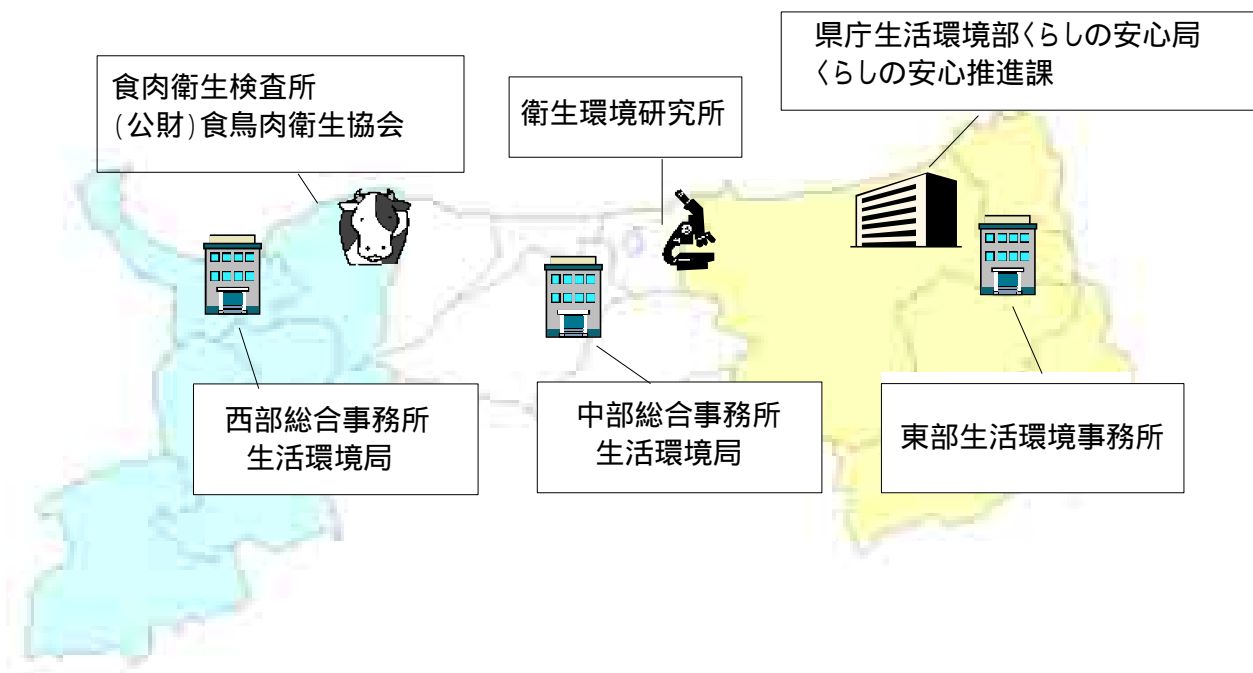 県庁生活環境部くらしの安心局
くらしの安心推進課
食肉衛生検査所
(公財)食鳥肉衛生協会
衛生環境研究所
西部総合事務所
生活環境局
中部総合事務所
生活環境局
東部生活環境事務所